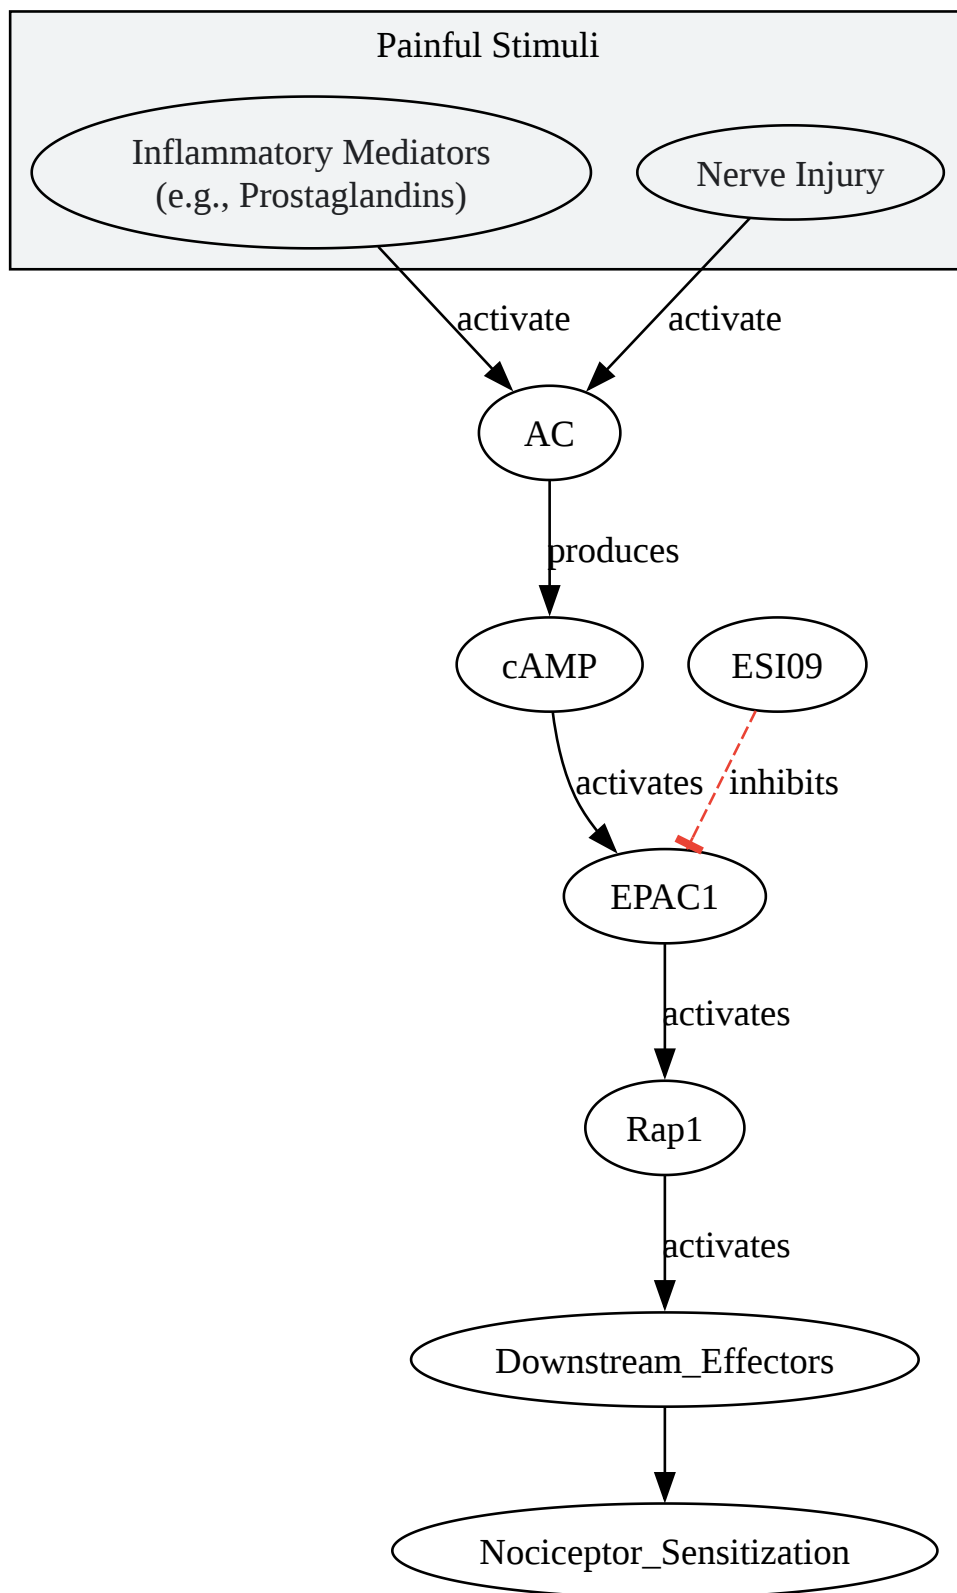 Painful Stimuli
Inflammatory Mediators
(e.g., Prostaglandins)
Nerve Injury
activate
activate
AC
produces
cAMP
ESI09
activates
inhibits
EPAC1
activates
Rap1
activates
Downstream_Effectors
Nociceptor_Sensitization